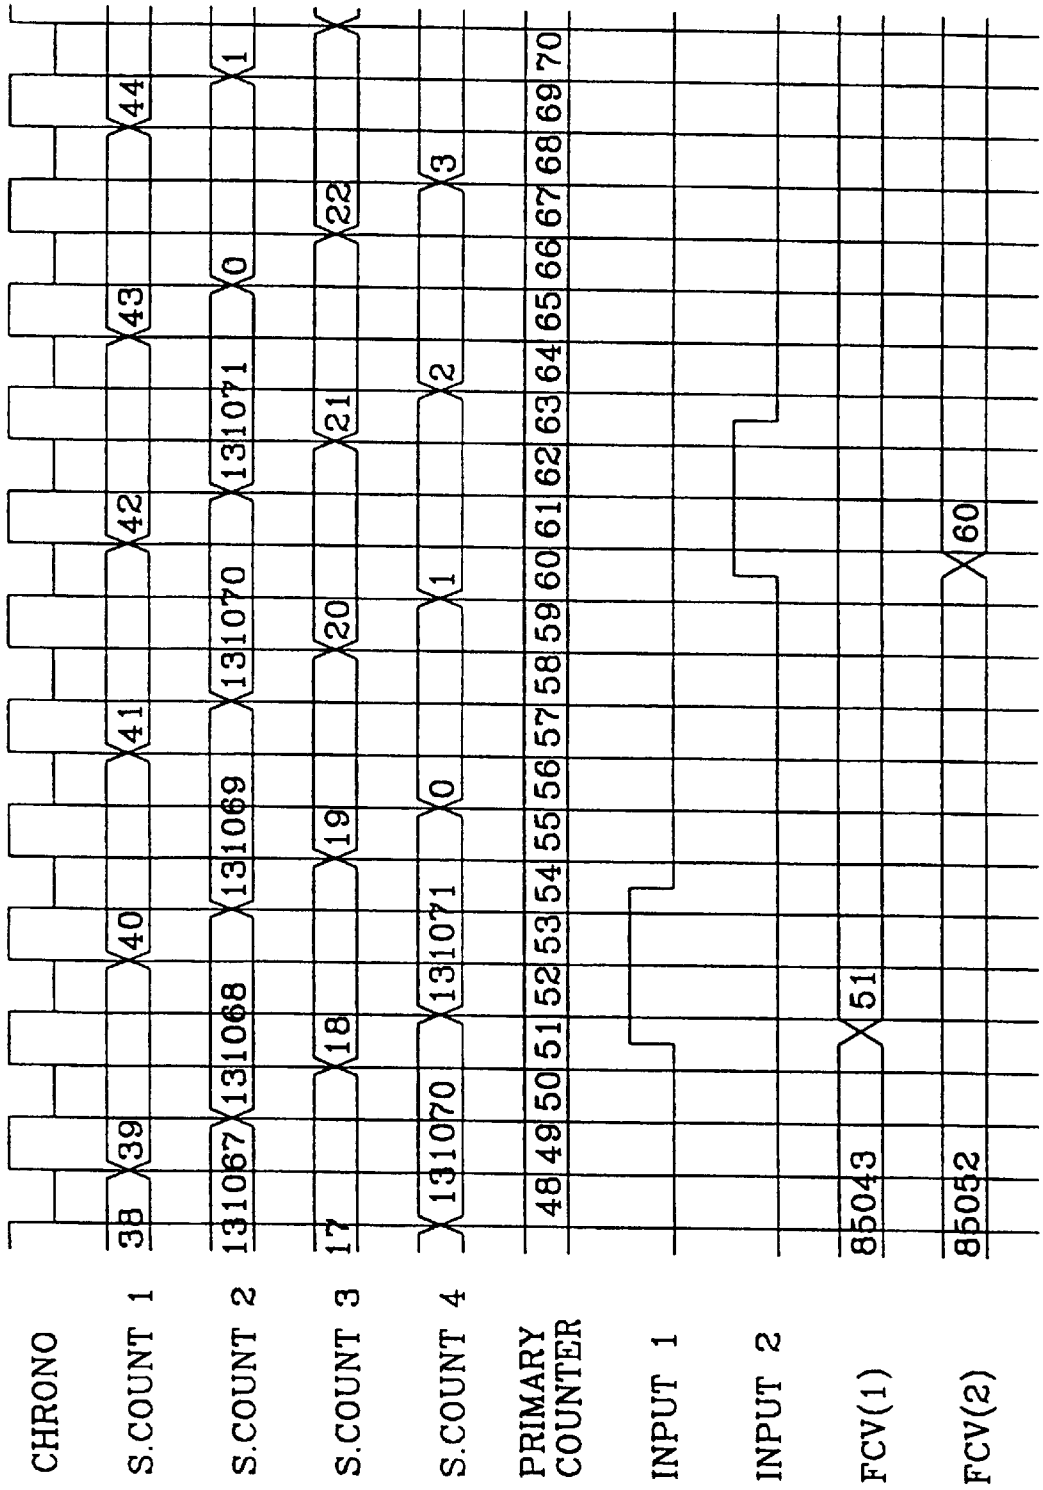 CHRONO
S.COUNT 1 38 39 40 41 42 43 44
S.COUNT 2 131067 131068 131069 131070 131071 0 1
S.COUNT 3 17 18 19 20 21 22
S.COUNT 4 131070 131071 0 1 2 3
PRIMARY
COUNTER 48 49 50 51 52 53 54 55 56 57 58 59 60 61 62 63 64 65 66 67 68 69 70
INPUT 1
INPUT 2
FCV(1) 85043 51
FCV(2) 85052 60